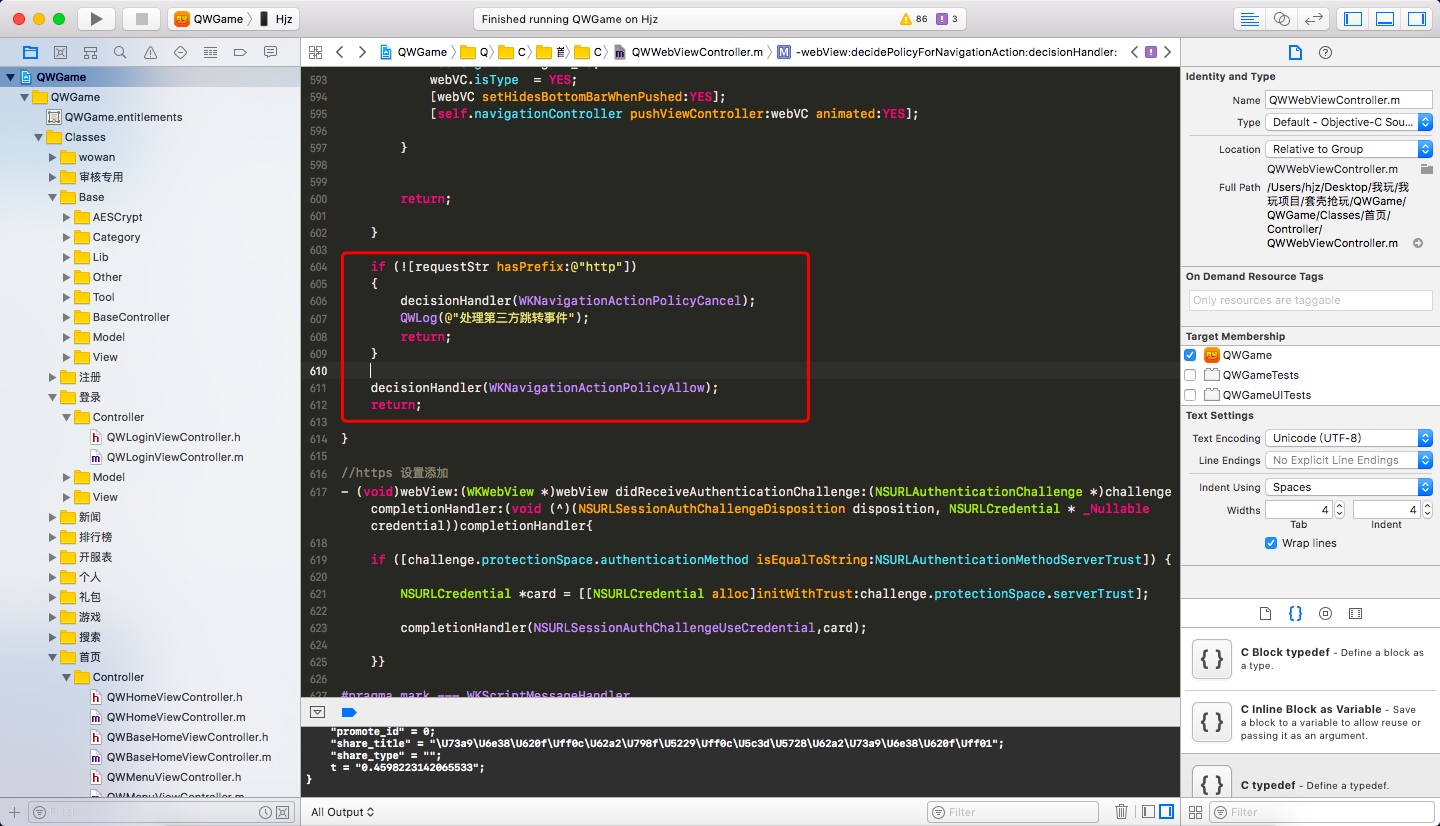 QWGame
Hjz
Finished running QWGame on Hjz
86
3
QWGame
QWGame
QWGame.entitlements
Classes
wowan
审核专用
Base
AESCrypt
Category
Lib
Other
Tool
BaseController
Model
View
注册
登录
Controller
QWLoginViewController.h
QWLoginViewController.m
Model
View
新闻
排行榜
开服表
个人
礼包
游戏
搜索
首页
Controller
QWHomeViewController.h
QWHomeViewController.m
QWBaseHomeViewController.h
QWBaseHomeViewController.m
QWMenuViewController.h
QWMenuViewController.m
Filter
QWGame
Q
C
C
QWWebViewController.m
-webView:decidePolicyForNavigationAction:decisionHandler:
593 webVC.isType = YES;
594 [webVC setHidesBottomBarWhenPushed:YES];
595 [self.navigationController pushViewController:webVC animated:YES];
596
597 }
598
599
600 return;
601
602 }
603
604 if (![requestStr hasPrefix:@"http"])
605 {
606 decisionHandler(WKNavigationActionPolicyCancel);
607 QWLog(@"处理第三方跳转事件");
608 return;
609 }
610
611 decisionHandler(WKNavigationActionPolicyAllow);
612 return;
613
614 }
615
616 //https 设置添加
617 - (void)webView:(WKWebView *)webView didReceiveAuthenticationChallenge:(NSURLAuthenticationChallenge *)challenge
completionHandler:(void (^)(NSURLSessionAuthChallengeDisposition disposition, NSURLCredential * _Nullable
credential))completionHandler{
618
619 if ([challenge.protectionSpace.authenticationMethod isEqualToString:NSURLAuthenticationMethodServerTrust]) {
620
621 NSURLCredential *card = [[NSURLCredential alloc]initWithTrust:challenge.protectionSpace.serverTrust];
622
623 completionHandler(NSURLSessionAuthChallengeUseCredential,card);
624
625 }}
626
627 #pragma mark === WKScriptMessageHandler
"promote_id" = 0;
"share_title" = "\U73a9\U6e38\U620f\Uff0c\U62a2\U798f\U5229\Uff0c\U5c3d\U5728\U62a2\U73a9\U6e38\U620f\Uff01";
"share_type" = "";
t = "0.4598223142065533";
}
All Output
Filter
Identity and Type
Name QWWebViewController.m
Type Default - Objective-C Sou...
Location Relative to Group
QWWebViewController.m
Full Path /Users/hjz/Desktop/我玩/我
玩项目/套壳抢玩/QWGame/
QWGame/Classes/首页/
Controller/
QWWebViewController.m
On Demand Resource Tags
Only resources are taggable
Target Membership
QWGame
QWGameTests
QWGameUITests
Text Settings
Text Encoding Unicode (UTF-8)
Line Endings No Explicit Line Endings
Indent Using Spaces
Widths 4 4
Tab Indent
Wrap lines
{ } C Block typedef - Define a block as
a type.
{ } C Inline Block as Variable - Save
a block to a variable to allow reuse or
passing it as an argument.
{ } C typedef - Define a typedef.
Filter